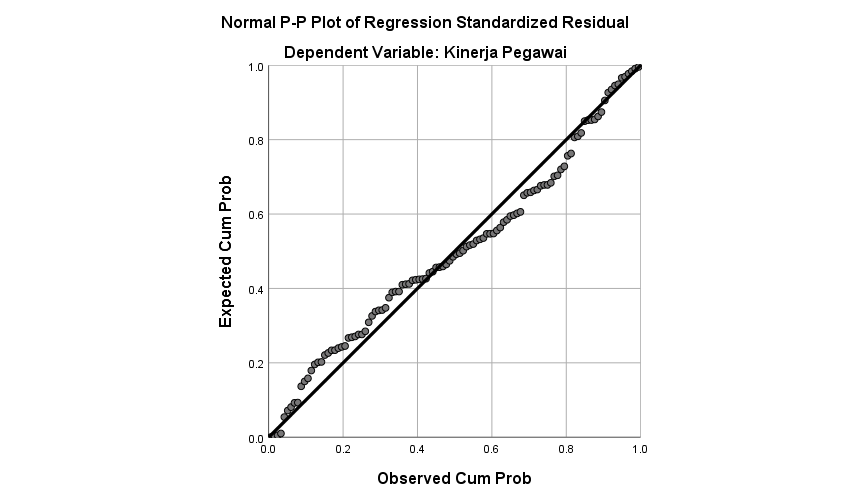 Normal P-P Plot of Regression Standardized Residual
Dependent Variable: Kinerja Pegawai
1.0
0.8
0.6
0.4
0.2
0.0
Expected Cum Prob
0.0 0.2 0.4 0.6 0.8 1.0
Observed Cum Prob